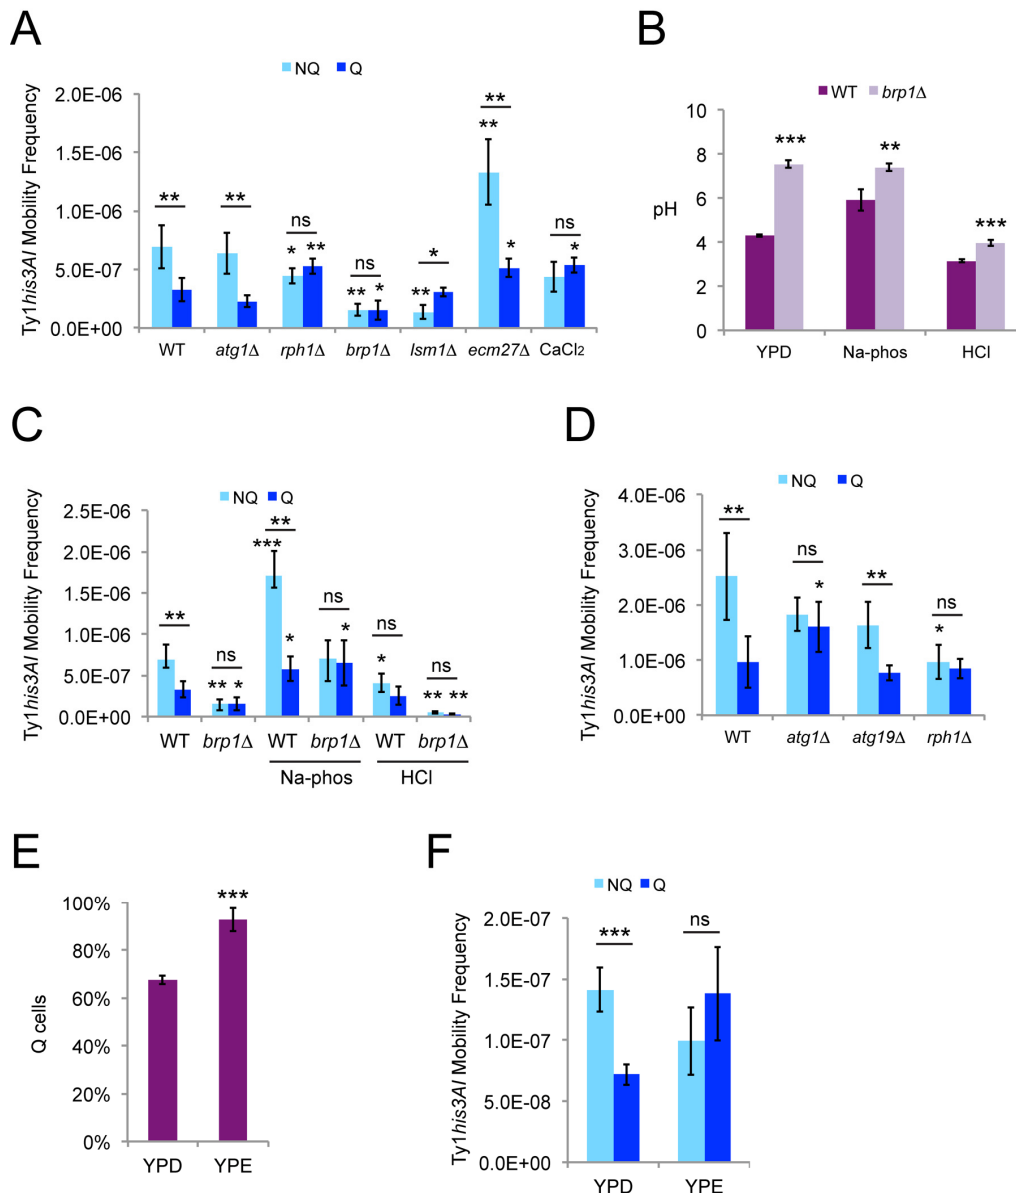 A
NQ Q
Ty1his3AI Mobility Frequency
2.0E-06
1.5E-06
1.0E-06
5.0E-07
0.0E+00
** ** ns ns * ** ns
* ** ** * ** ** * *
WT atg1Δ rph1Δ brp1Δ lsm1Δ ecm27Δ CaCl2
B
WT brp1Δ
pH
10
8
6
4
2
0
*** ** ***
YPD Na-phos HCl
C
NQ Q
Ty1his3AI Mobility Frequency
2.5E-06
2.0E-06
1.5E-06
1.0E-06
5.0E-07
0.0E+00
** ns ** ns ns ns
** * *** * * * ** **
WT brp1Δ WT brp1Δ WT brp1Δ
Na-phos HCl
D
NQ Q
Ty1his3AI Mobility Frequency
4.0E-06
3.0E-06
2.0E-06
1.0E-06
0.0E+00
** ns ** ns
* *
WT atg1Δ atg19Δ rph1Δ
E
Q cells
100%
80%
60%
40%
20%
0%
***
YPD YPE
F
NQ Q
Ty1his3AI Mobility Frequency
2.0E-07
1.5E-07
1.0E-07
5.0E-08
0.0E+00
*** ns
YPD YPE